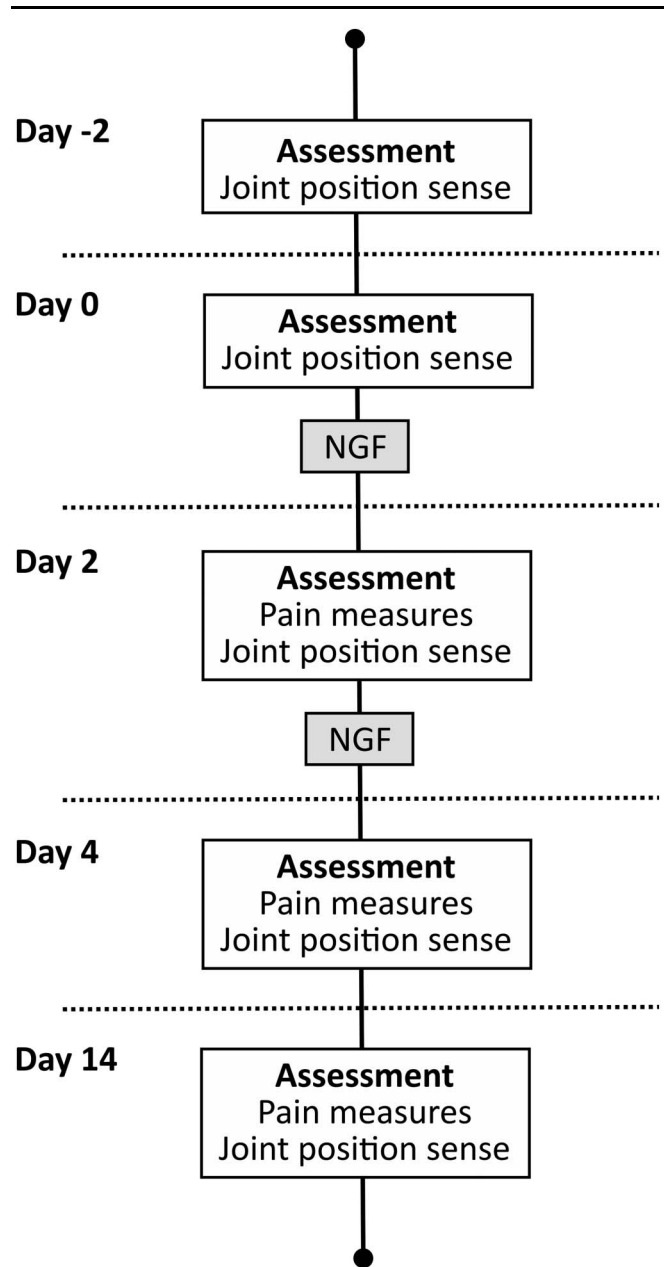 Day -2
Assessment
Joint position sense
Day 0
Assessment
Joint position sense
NGF
Day 2
Assessment
Pain measures
Joint position sense
NGF
Day 4
Assessment
Pain measures
Joint position sense
Day 14
Assessment
Pain measures
Joint position sense